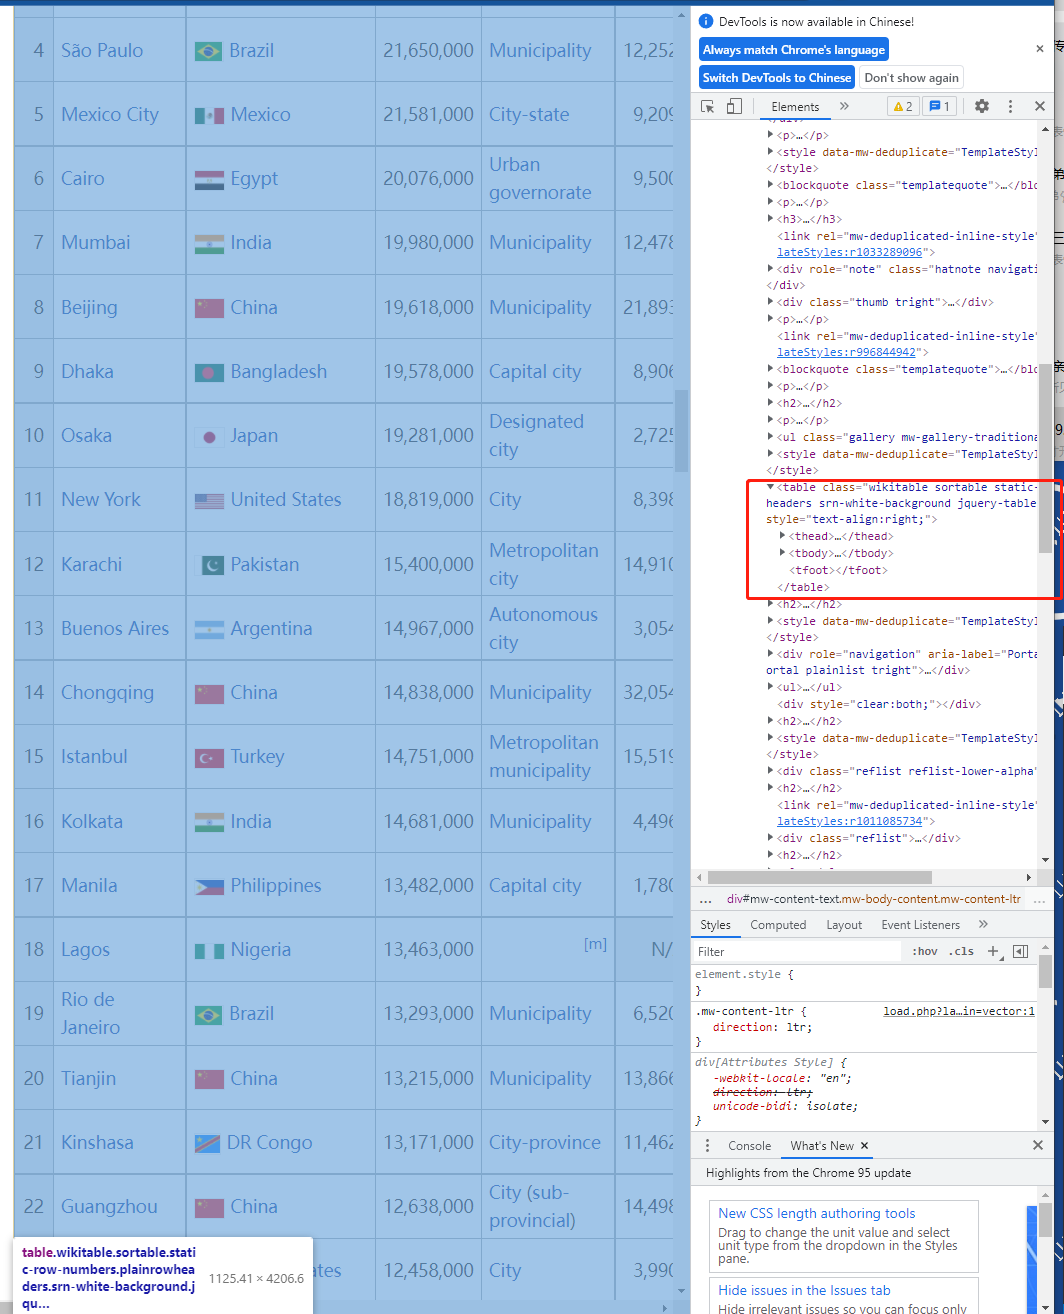 4 São Paulo Brazil 21,650,000 Municipality 12,252
5 Mexico City Mexico 21,581,000 City-state 9,209
6 Cairo Egypt 20,076,000 Urban governorate 9,500
7 Mumbai India 19,980,000 Municipality 12,478
8 Beijing China 19,618,000 Municipality 21,893
9 Dhaka Bangladesh 19,578,000 Capital city 8,906
10 Osaka Japan 19,281,000 Designated city 2,725
11 New York United States 18,819,000 City 8,398
12 Karachi Pakistan 15,400,000 Metropolitan city 14,910
13 Buenos Aires Argentina 14,967,000 Autonomous city 3,054
14 Chongqing China 14,838,000 Municipality 32,054
15 Istanbul Turkey 14,751,000 Metropolitan municipality 15,519
16 Kolkata India 14,681,000 Municipality 4,496
17 Manila Philippines 13,482,000 Capital city 1,780
18 Lagos Nigeria 13,463,000 [m] N/
19 Rio de Janeiro Brazil 13,293,000 Municipality 6,520
20 Tianjin China 13,215,000 Municipality 13,866
21 Kinshasa DR Congo 13,171,000 City-province 11,462
22 Guangzhou China 12,638,000 City (sub-provincial) 14,498
tes 12,458,000 City 3,990
table.wikitable.sortable.stati
c-row-numbers.plainrowhea
ders.srn-white-background.j
qu...
1125.41 × 4206.6
DevTools is now available in Chinese!
Always match Chrome's language
Switch DevTools to Chinese Don't show again
Elements 2 1
<p>…</p>
<style data-mw-deduplicate="TemplateStyl
</style>
<blockquote class="templatequote">…</blo
<p>…</p>
<h3>…</h3>
<link rel="mw-deduplicated-inline-style"
lateStyles:r1033289096">
<div role="note" class="hatnote navigati
</div>
<div class="thumb tright">…</div>
<p>…</p>
<link rel="mw-deduplicated-inline-style"
lateStyles:r996844942">
<blockquote class="templatequote">…</blo
<p>…</p>
<h2>…</h2>
<p>…</p>
<ul class="gallery mw-gallery-traditiona
<style data-mw-deduplicate="TemplateStyl
</style>
<table class="wikitable sortable static-
headers srn-white-background jquery-table
style="text-align:right;">
<thead>…</thead>
<tbody>…</tbody>
<tfoot></tfoot>
</table>
<h2>…</h2>
<style data-mw-deduplicate="TemplateStyl
</style>
<div role="navigation" aria-label="Porta
ortal plainlist tright">…</div>
<ul>…</ul>
<div style="clear:both;"></div>
<h2>…</h2>
<style data-mw-deduplicate="TemplateStyl
</style>
<div class="reflist reflist-lower-alpha"
<h2>…</h2>
<link rel="mw-deduplicated-inline-style"
lateStyles:r1011085734">
<div class="reflist">…</div>
<h2>…</h2>
... div#mw-content-text.mw-body-content.mw-content-ltr ...
Styles Computed Layout Event Listeners
Filter :hov .cls +
element.style {
}
.mw-content-ltr { load.php?la…in=vector:1
direction: ltr;
}
div[Attributes Style] {
-webkit-locale: "en";
direction: ltr;
unicode-bidi: isolate;
}
Console What's New
Highlights from the Chrome 95 update
New CSS length authoring tools
Drag to change the unit value and select
unit type from the dropdown in the Styles
pane.
Hide issues in the Issues tab
Hide irrelevant issues so you can focus only